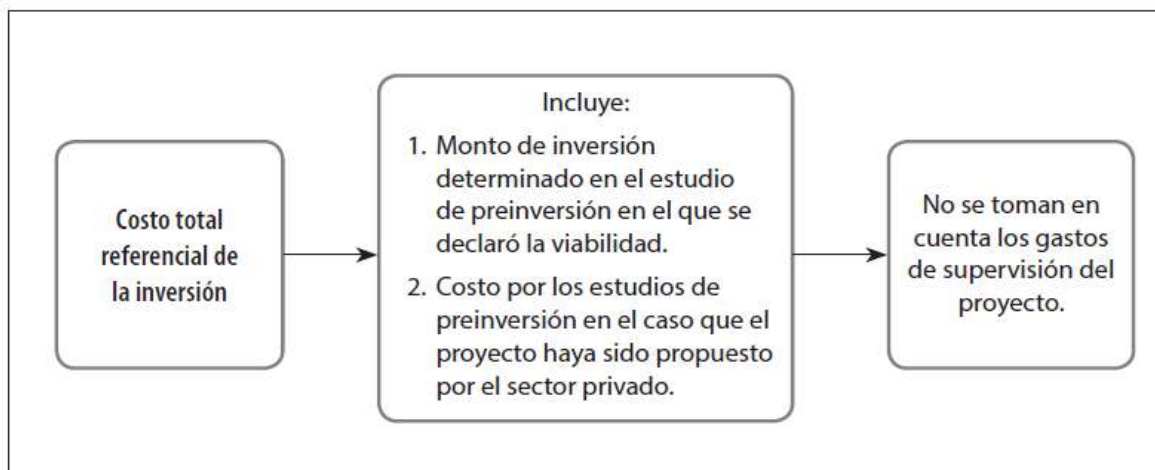 Costo total
referencial de
la inversión
Incluye:
1. Monto de inversión
determinado en el estudio
de preinversión en el que se
declaró la viabilidad.
2. Costo por los estudios de
preinversión en el caso que el
proyecto haya sido propuesto
por el sector privado.
No se toman en
cuenta los gastos
de supervisión del
proyecto.